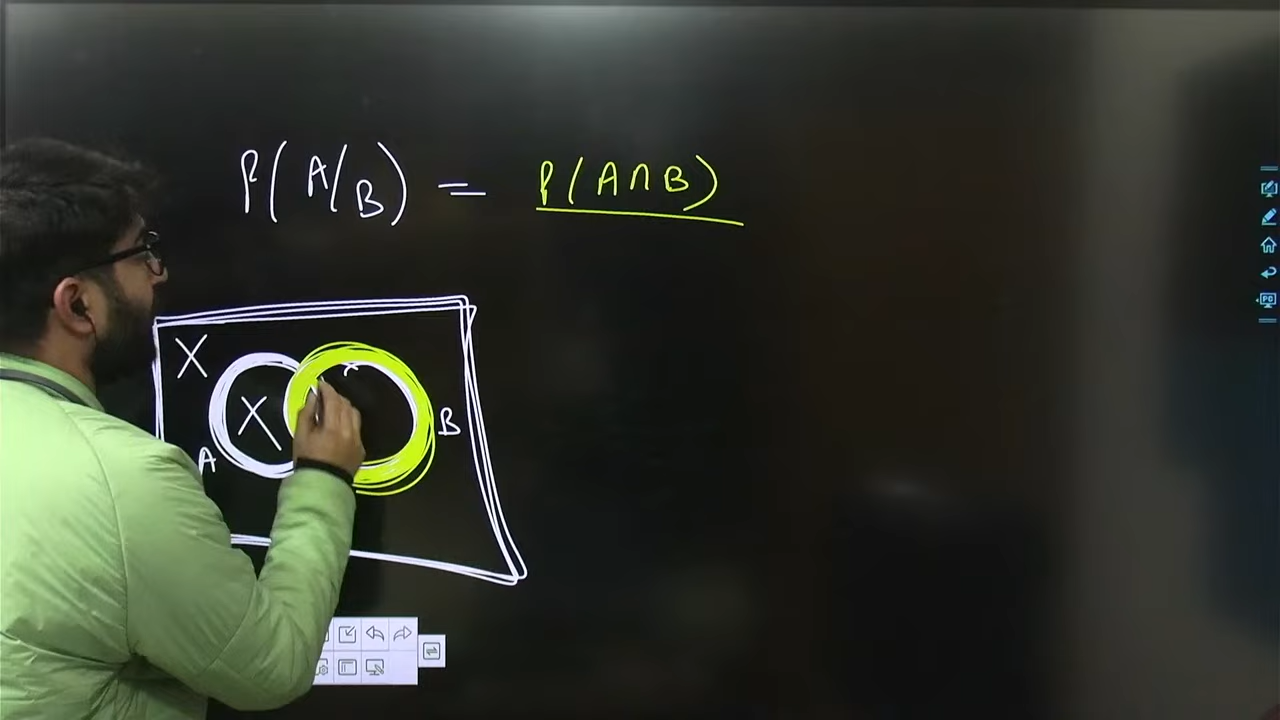 P(A/B) = P(A∩B)
X
X
A
B